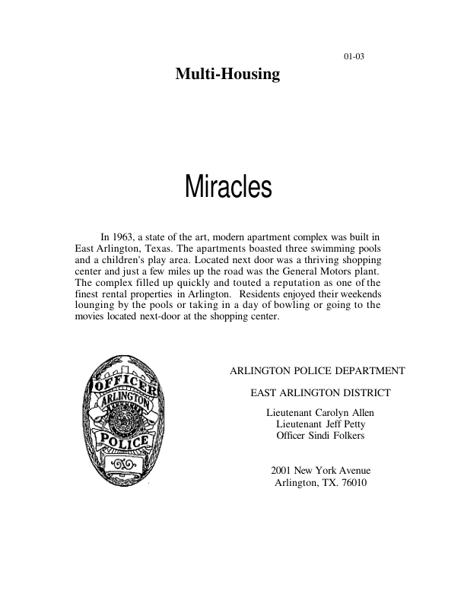 01-03
Multi-Housing
Miracles
In 1963, a state of the art, modern apartment complex was built in
East Arlington, Texas. The apartments boasted three swimming pools
and a children's play area. Located next door was a thriving shopping
center and just a few miles up the road was the General Motors plant.
The complex filled up quickly and touted a reputation as one of the
finest rental properties in Arlington. Residents enjoyed their weekends
lounging by the pools or taking in a day of bowling or going to the
movies located next-door at the shopping center.
OFFICER
ARLINGTON
POLICE
ARLINGTON POLICE DEPARTMENT
EAST ARLINGTON DISTRICT
Lieutenant Carolyn Allen
Lieutenant Jeff Petty
Officer Sindi Folkers
2001 New York Avenue
Arlington, TX. 76010